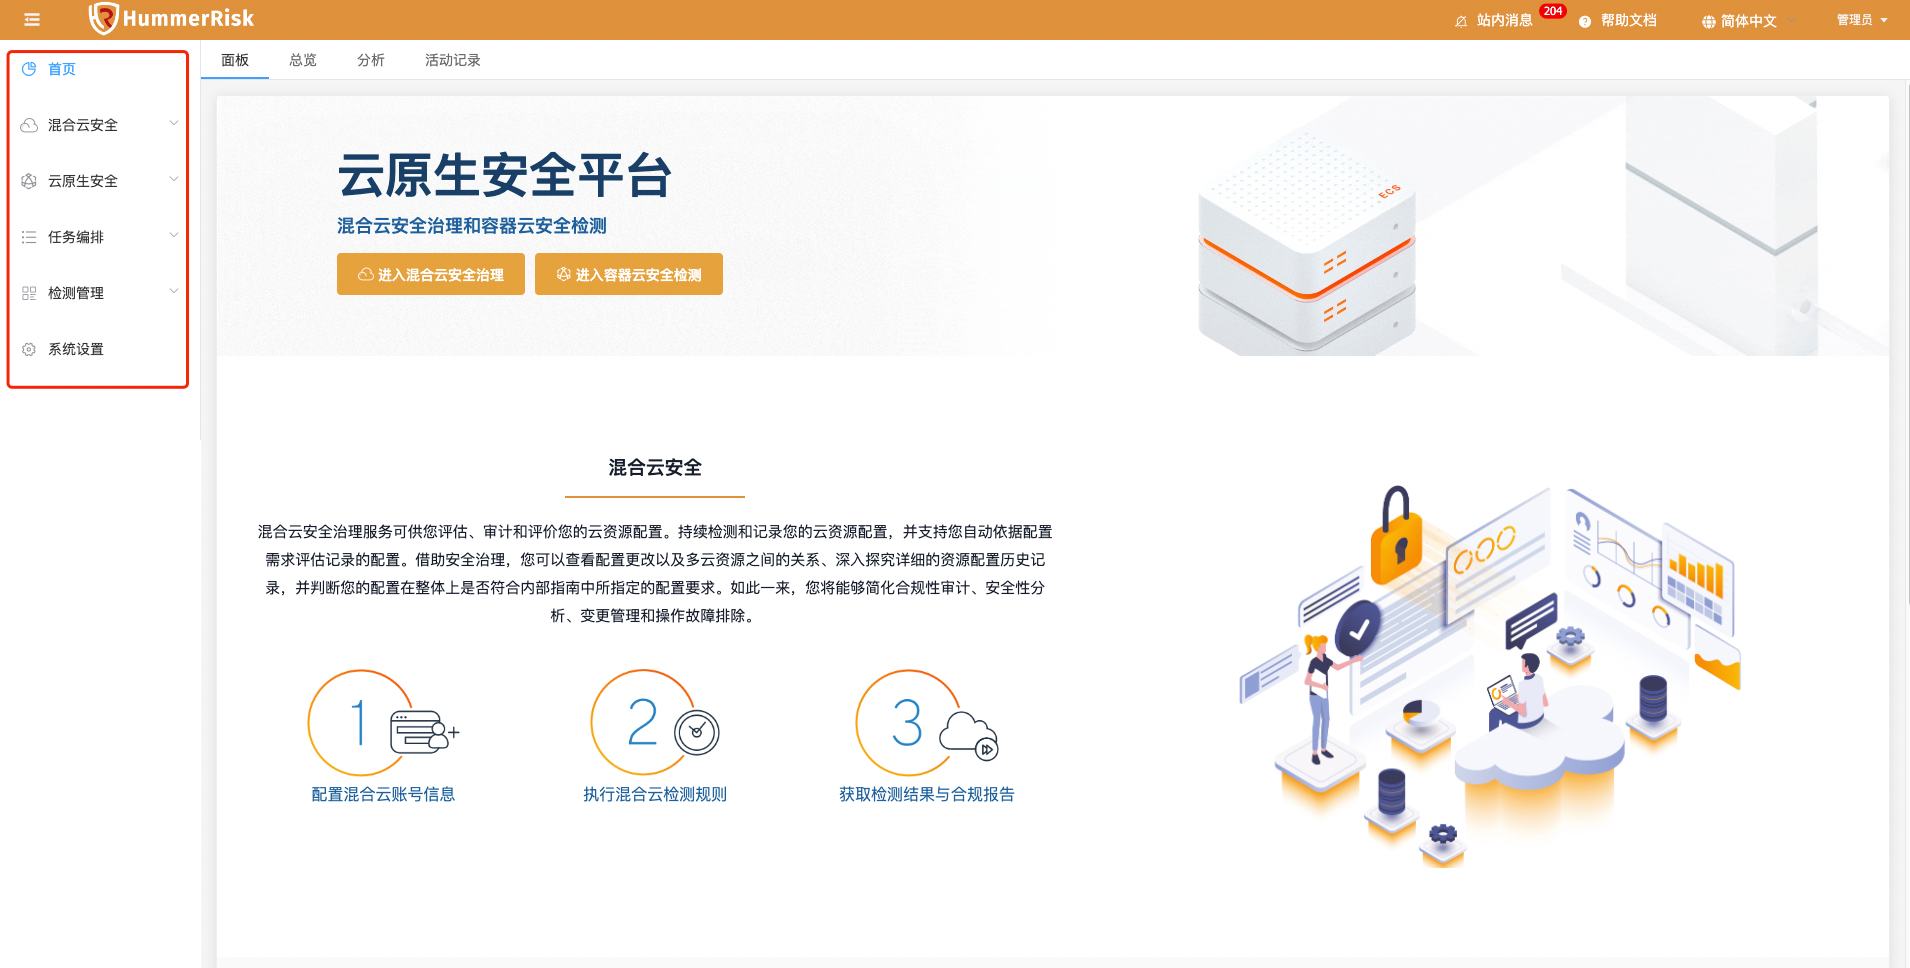 HummerRisk
站内消息 204 帮助文档 简体中文 管理员
首页
混合云安全
云原生安全
任务编排
检测管理
系统设置
面板 总览 分析 活动记录
云原生安全平台
混合云安全治理和容器云安全检测
进入混合云安全治理 进入容器云安全检测
ECS
混合云安全
混合云安全治理服务可供您评估、审计和评价您的云资源配置。持续检测和记录您的云资源配置，并支持您自动依据配置
需求评估记录的配置。借助安全治理，您可以查看配置更改以及多云资源之间的关系、深入探究详细的资源配置历史记
录，并判断您的配置在整体上是否符合内部指南中所指定的配置要求。如此一来，您将能够简化合规性审计、安全性分
析、变更管理和操作故障排除。
1 2 3
配置混合云账号信息 执行混合云检测规则 获取检测结果与合规报告